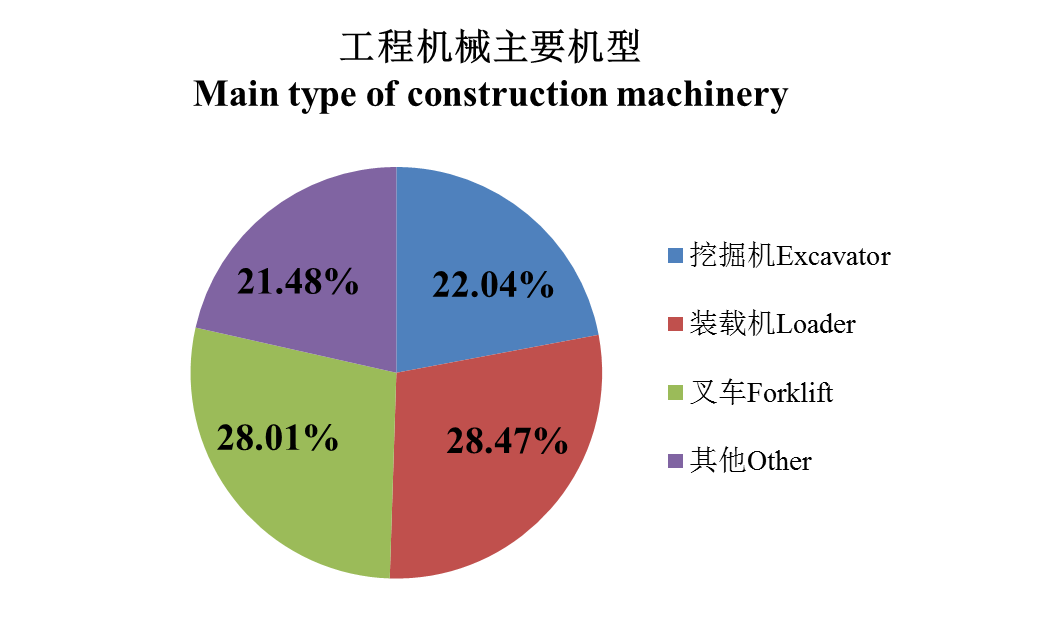 工程机械主要机型
Main type of construction machinery
21.48%
22.04%
28.01%
28.47%
挖掘机Excavator
装载机Loader
叉车Forklift
其他Other